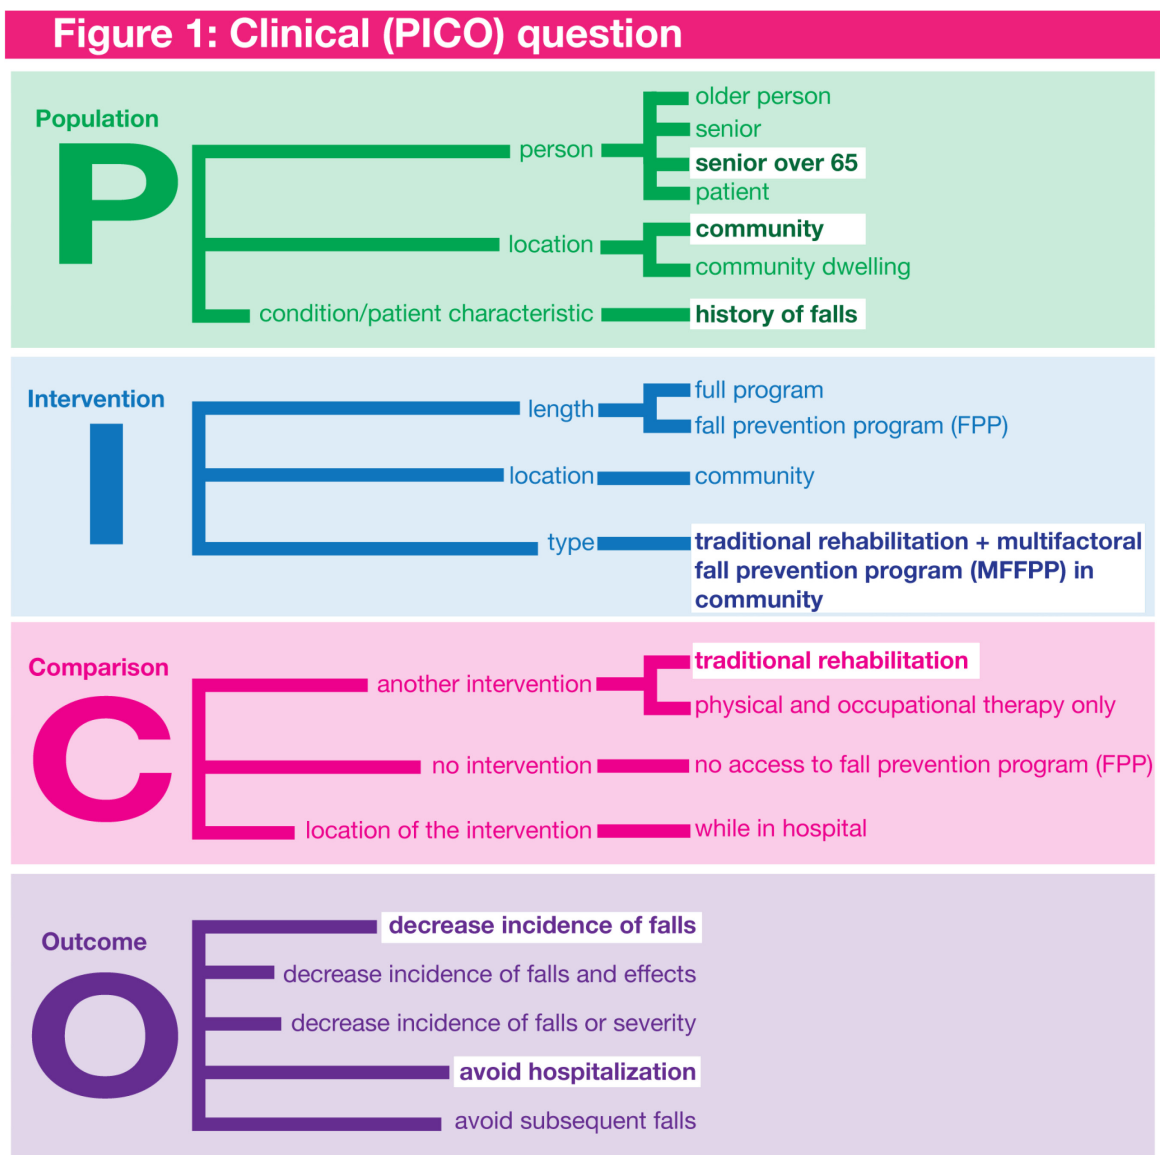 Figure 1: Clinical (PICO) question
Population
P
person
older person
senior
senior over 65
patient
location
community
community dwelling
condition/patient characteristic
history of falls
Intervention
I
length
full program
fall prevention program (FPP)
location
community
type
traditional rehabilitation + multifactoral
fall prevention program (MFFPP) in
community
Comparison
C
another intervention
traditional rehabilitation
physical and occupational therapy only
no intervention
no access to fall prevention program (FPP)
location of the intervention
while in hospital
Outcome
O
decrease incidence of falls
decrease incidence of falls and effects
decrease incidence of falls or severity
avoid hospitalization
avoid subsequent falls